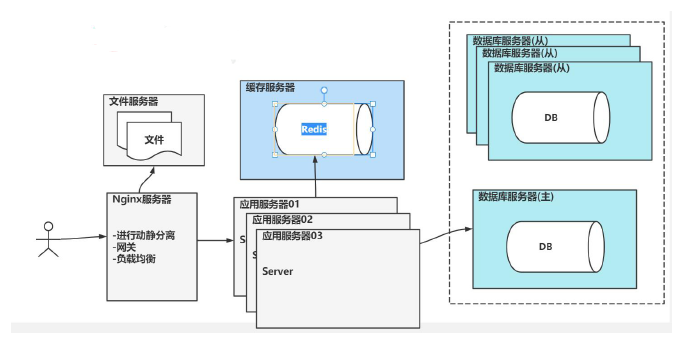 数据库服务器(从)
数据库服务器(从)
数据库服务器(从)
DB
缓存服务器
Redis
文件服务器
文件
Nginx服务器
-进行动静分离
-网关
-负载均衡
应用服务器01
S
应用服务器02
S
应用服务器03
Server
数据库服务器(主)
DB